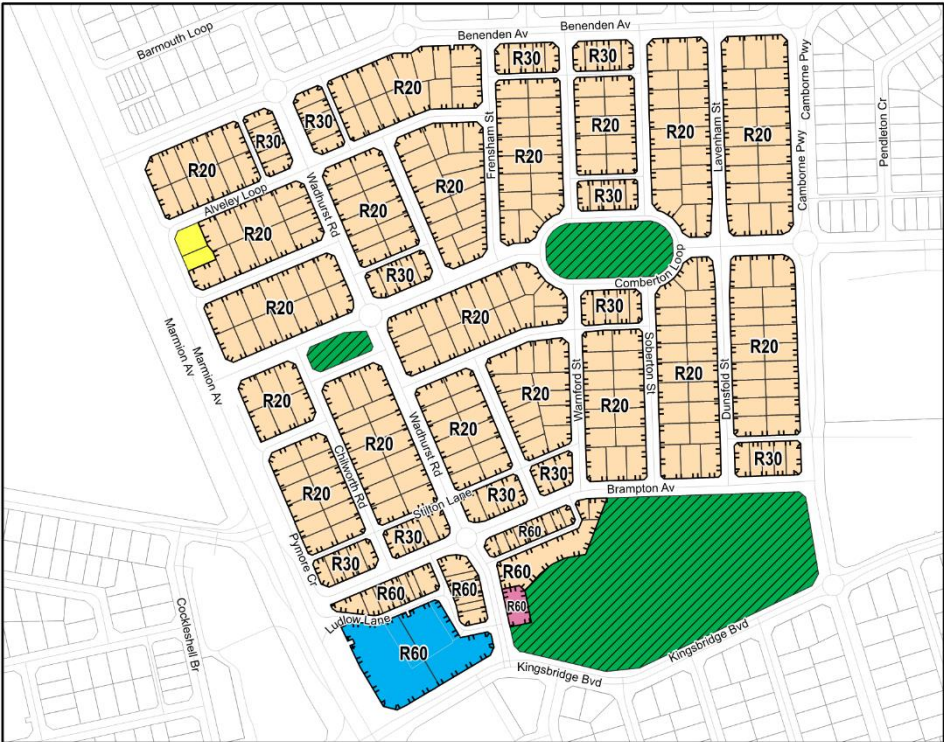 Benenden Av
Benenden Av
Barmouth Loop
R30
R30
Camborne Pwy
R20
R30
R30
R20
R20
R20
R20
Lavenham St
Pendleton Cr
Frensham St
R20
R20
Alveley Loop
Wadhurst Rd
R20
R20
R30
Camborne Pwy
R20
R30
Comberton Loop
R20
R20
R30
Marmion Av
Marmion Av
Soberton St
Warnford St
Dunsfold St
R20
R20
R20
R20
R20
Wadhurst Rd
R20
R20
R20
Chilworth Rd
R20
R30
R30
R30
Brampton Av
Stilton Lane
R60
R30
R30
Pymore Cr
R60
R60
R60
R60
Ludlow Lane
Cockleshell Br
R60
Kingsbridge Bvd
Kingsbridge Bvd